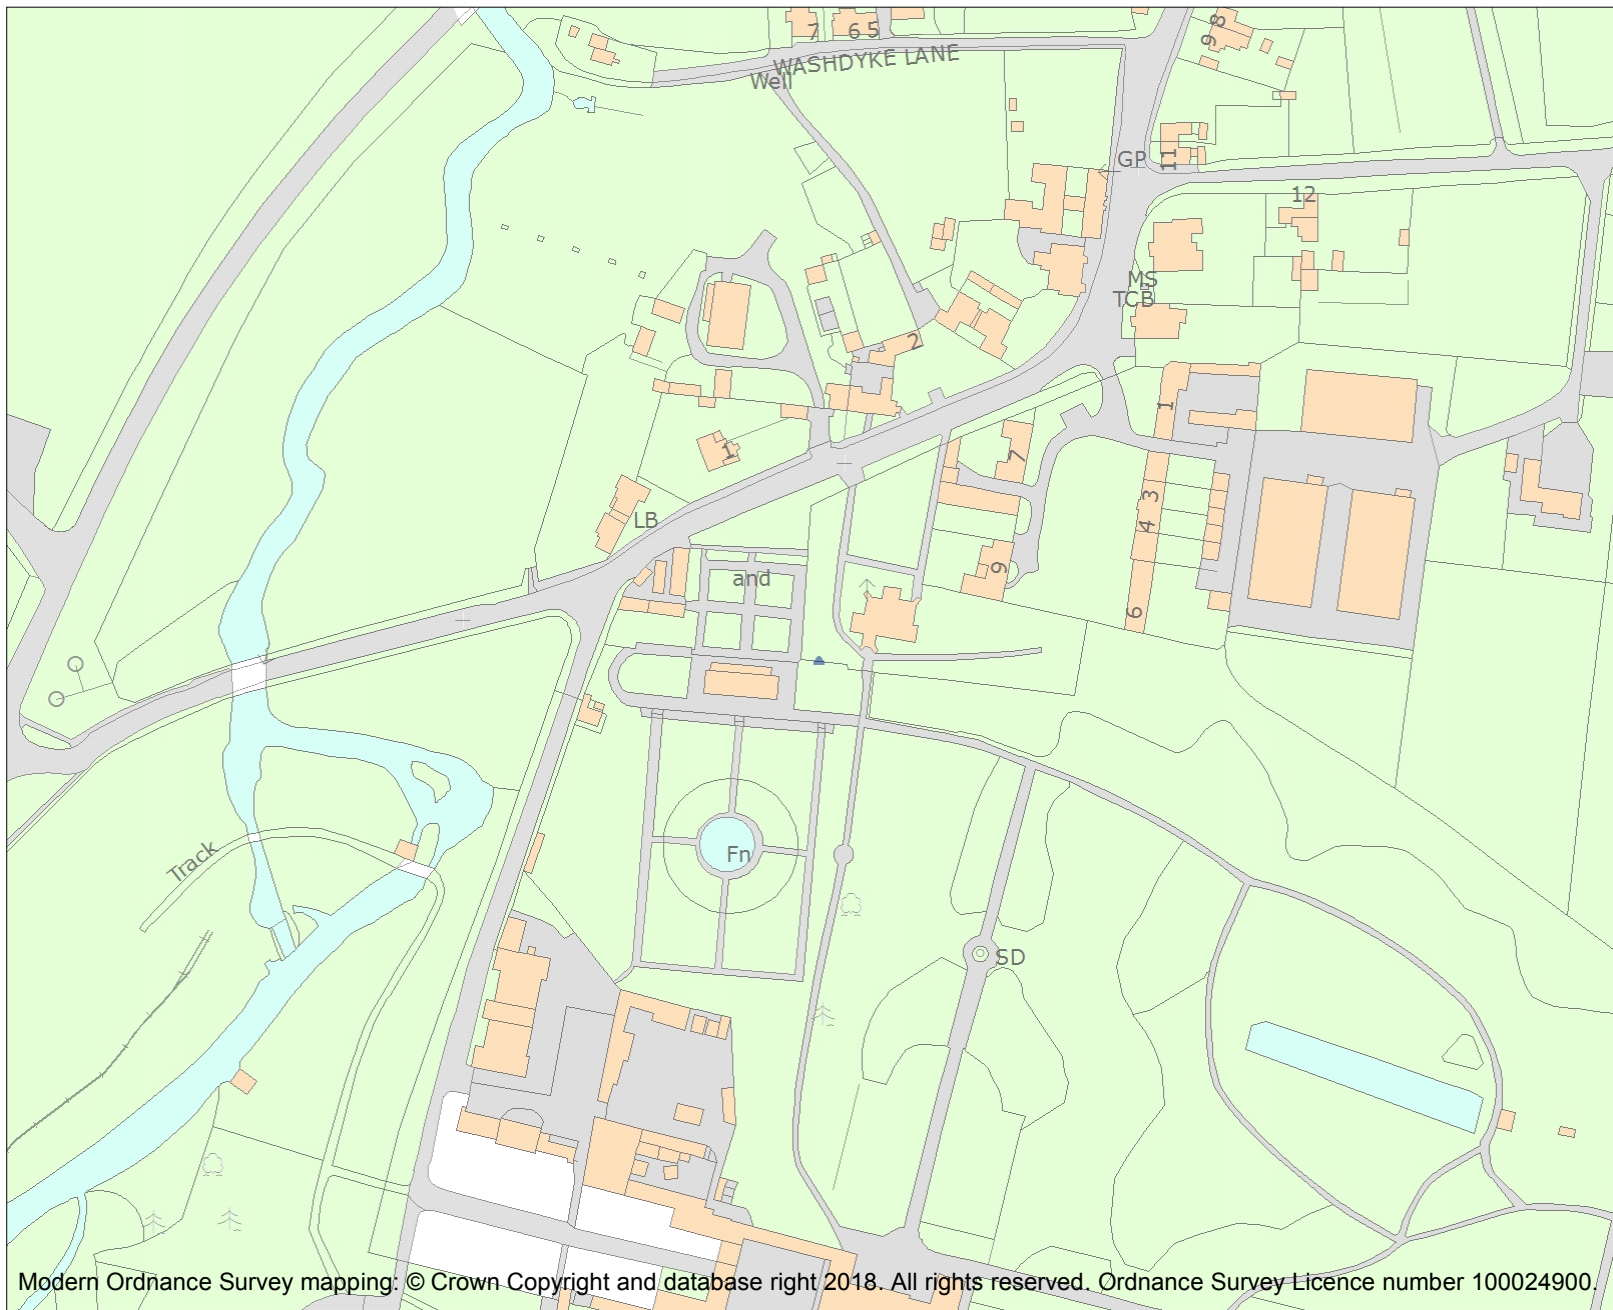 7
6 5
8
9
WASHDYKE LANE
Well
GP
11
12
MS
TCB
2
1
1
7
3
LB
4
and
9
6
Track
Fn
SD
Modern Ordnance Survey mapping: © Crown Copyright and database right 2018. All rights reserved. Ordnance Survey Licence number 100024900.